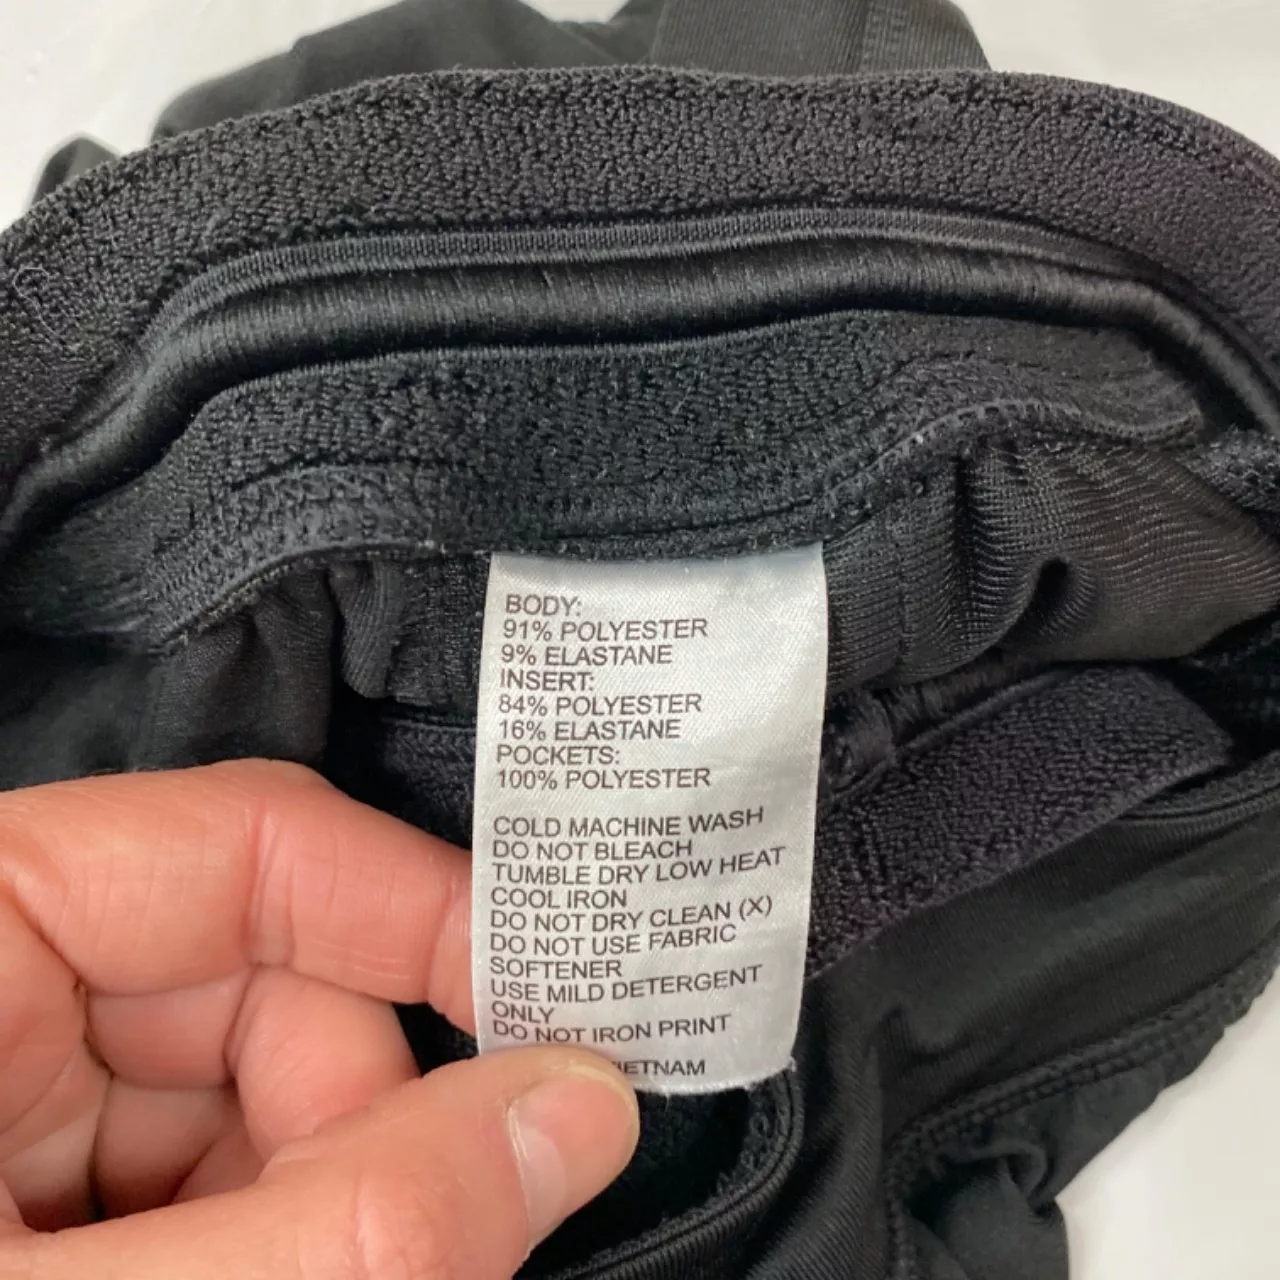 BODY:
91% POLYESTER
9% ELASTANE
INSERT:
84% POLYESTER
16% ELASTANE
POCKETS:
100% POLYESTER
COLD MACHINE WASH
DO NOT BLEACH
TUMBLE DRY LOW HEAT
COOL IRON
DO NOT DRY CLEAN (X)
DO NOT USE FABRIC
SOFTENER
USE MILD DETERGENT
ONLY
DO NOT IRON PRINT